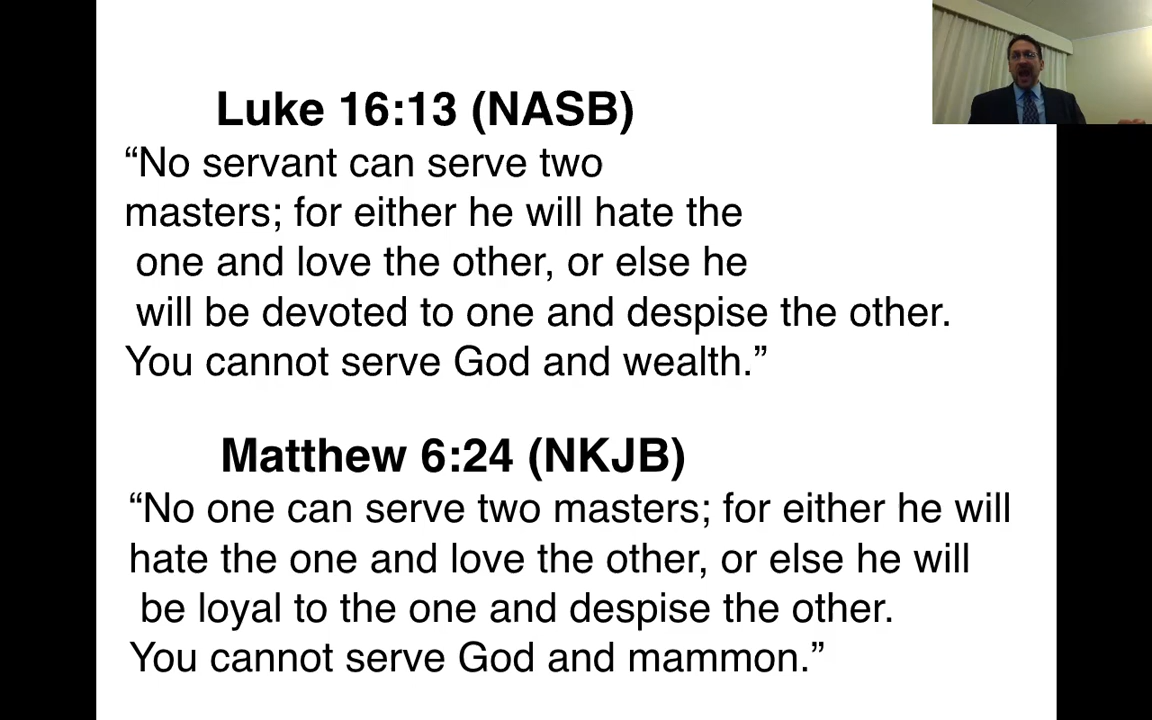 Luke 16:13 (NASB)
“No servant can serve two
masters; for either he will hate the
one and love the other, or else he
will be devoted to one and despise the other.
You cannot serve God and wealth.”
Matthew 6:24 (NKJB)
“No one can serve two masters; for either he will
hate the one and love the other, or else he will
be loyal to the one and despise the other.
You cannot serve God and mammon.”